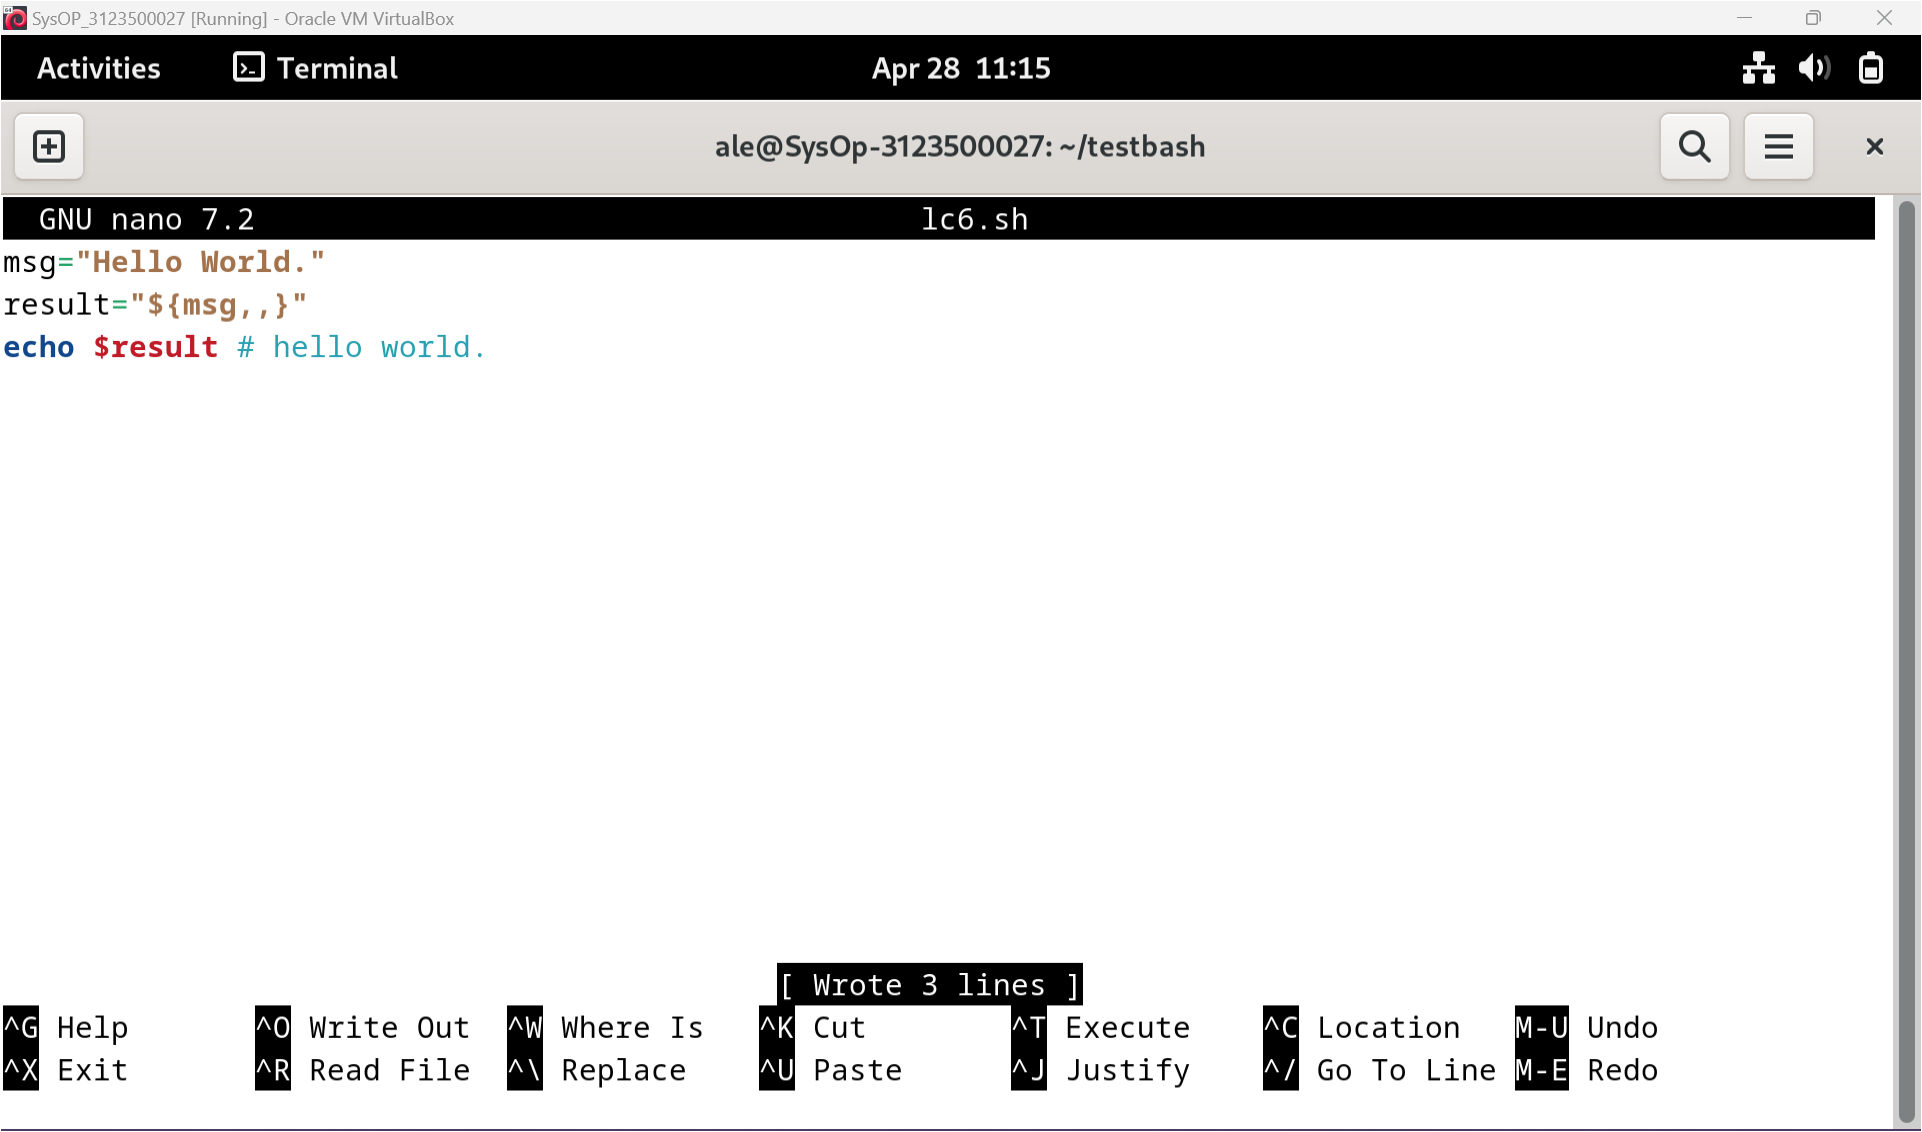 SysOP_3123500027 [Running] - Oracle VM VirtualBox
Activities Terminal Apr 28 11:15
ale@SysOp-3123500027: ~/testbash
GNU nano 7.2 lc6.sh
msg="Hello World."
result="${msg,,}"
echo $result # hello world.
[ Wrote 3 lines ]
^G Help ^O Write Out ^W Where Is ^K Cut ^T Execute ^C Location M-U Undo
^X Exit ^R Read File ^\ Replace ^U Paste ^J Justify ^/ Go To Line M-E Redo